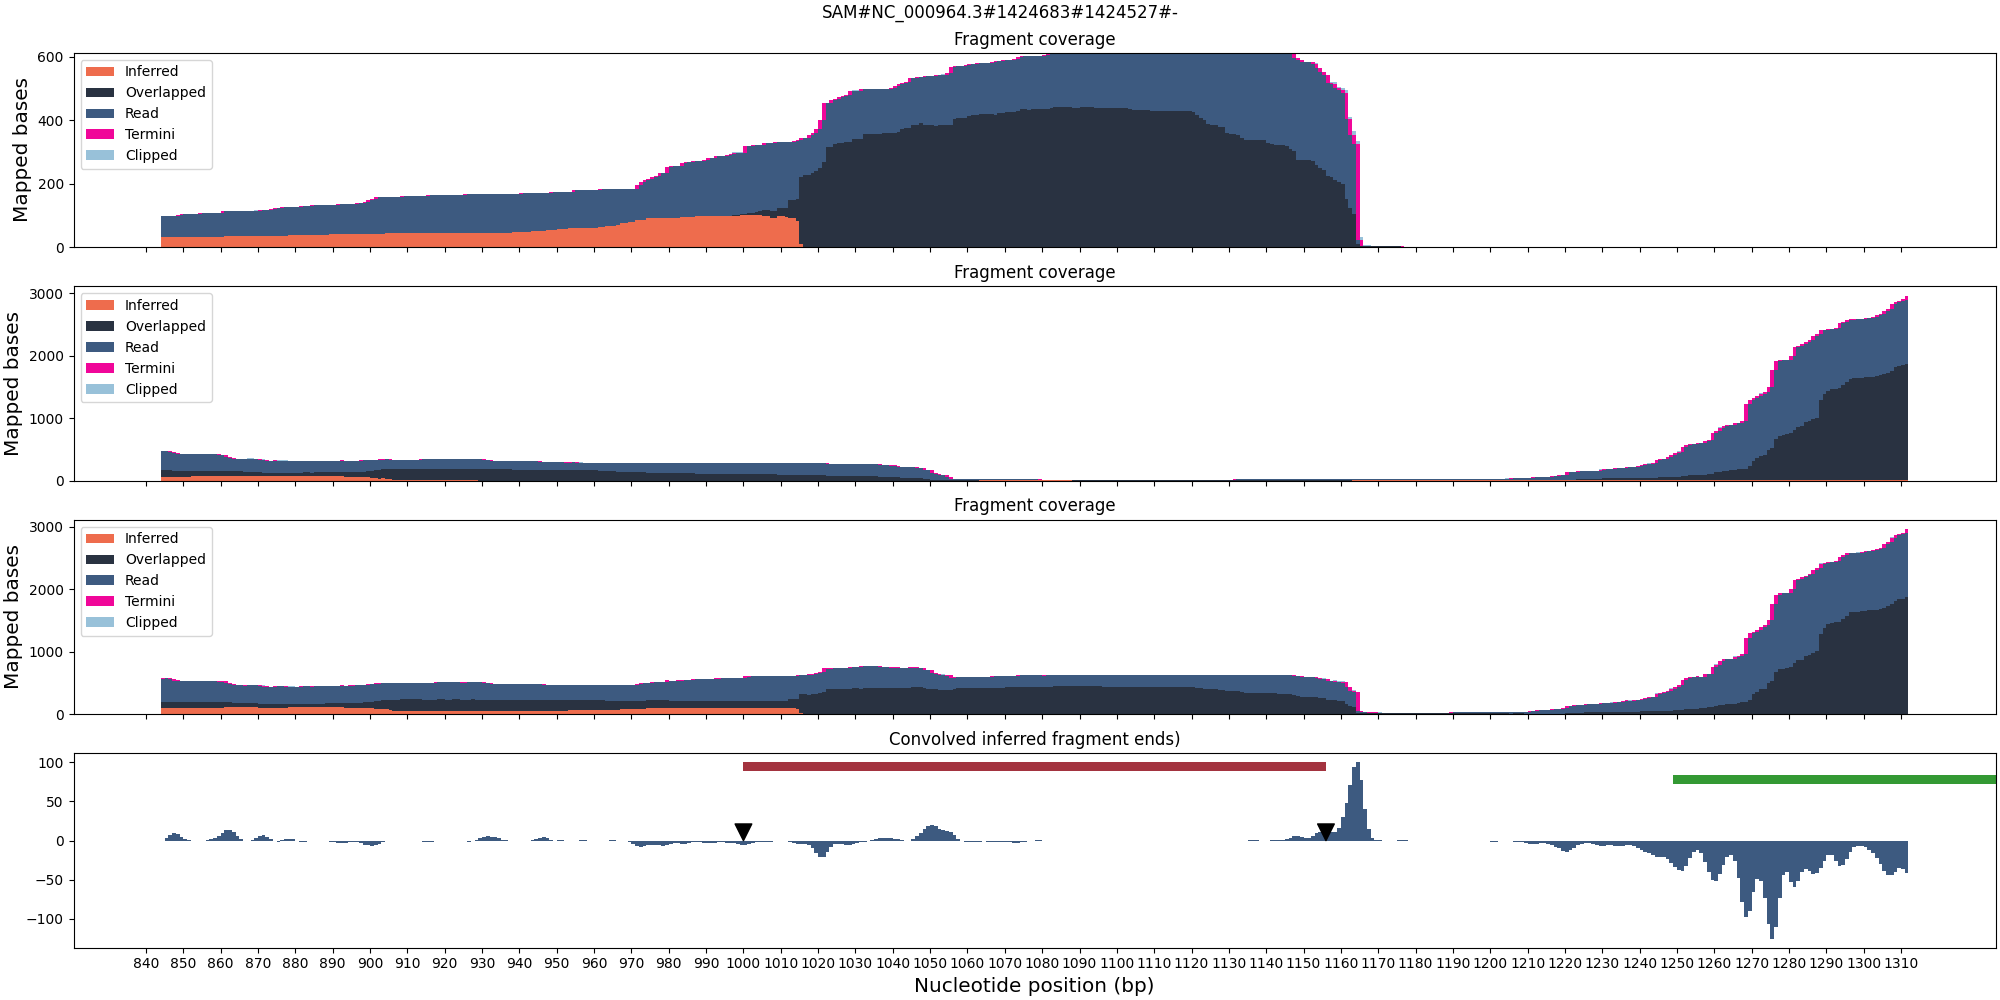 SAM#NC_000964.3#1424683#1424527#-
Fragment coverage
Mapped bases
600
400
200
0
Inferred
Overlapped
Read
Termini
Clipped
Fragment coverage
Mapped bases
3000
2000
1000
0
Inferred
Overlapped
Read
Termini
Clipped
Fragment coverage
Mapped bases
3000
2000
1000
0
Inferred
Overlapped
Read
Termini
Clipped
Convolved inferred fragment ends)
100
50
0
−50
−100
840 850 860 870 880 890 900 910 920 930 940 950 960 970 980 990 1000 1010 1020 1030 1040 1050 1060 1070 1080 1090 1100 1110 1120 1130 1140 1150 1160 1170 1180 1190 1200 1210 1220 1230 1240 1250 1260 1270 1280 1290 1300 1310
Nucleotide position (bp)